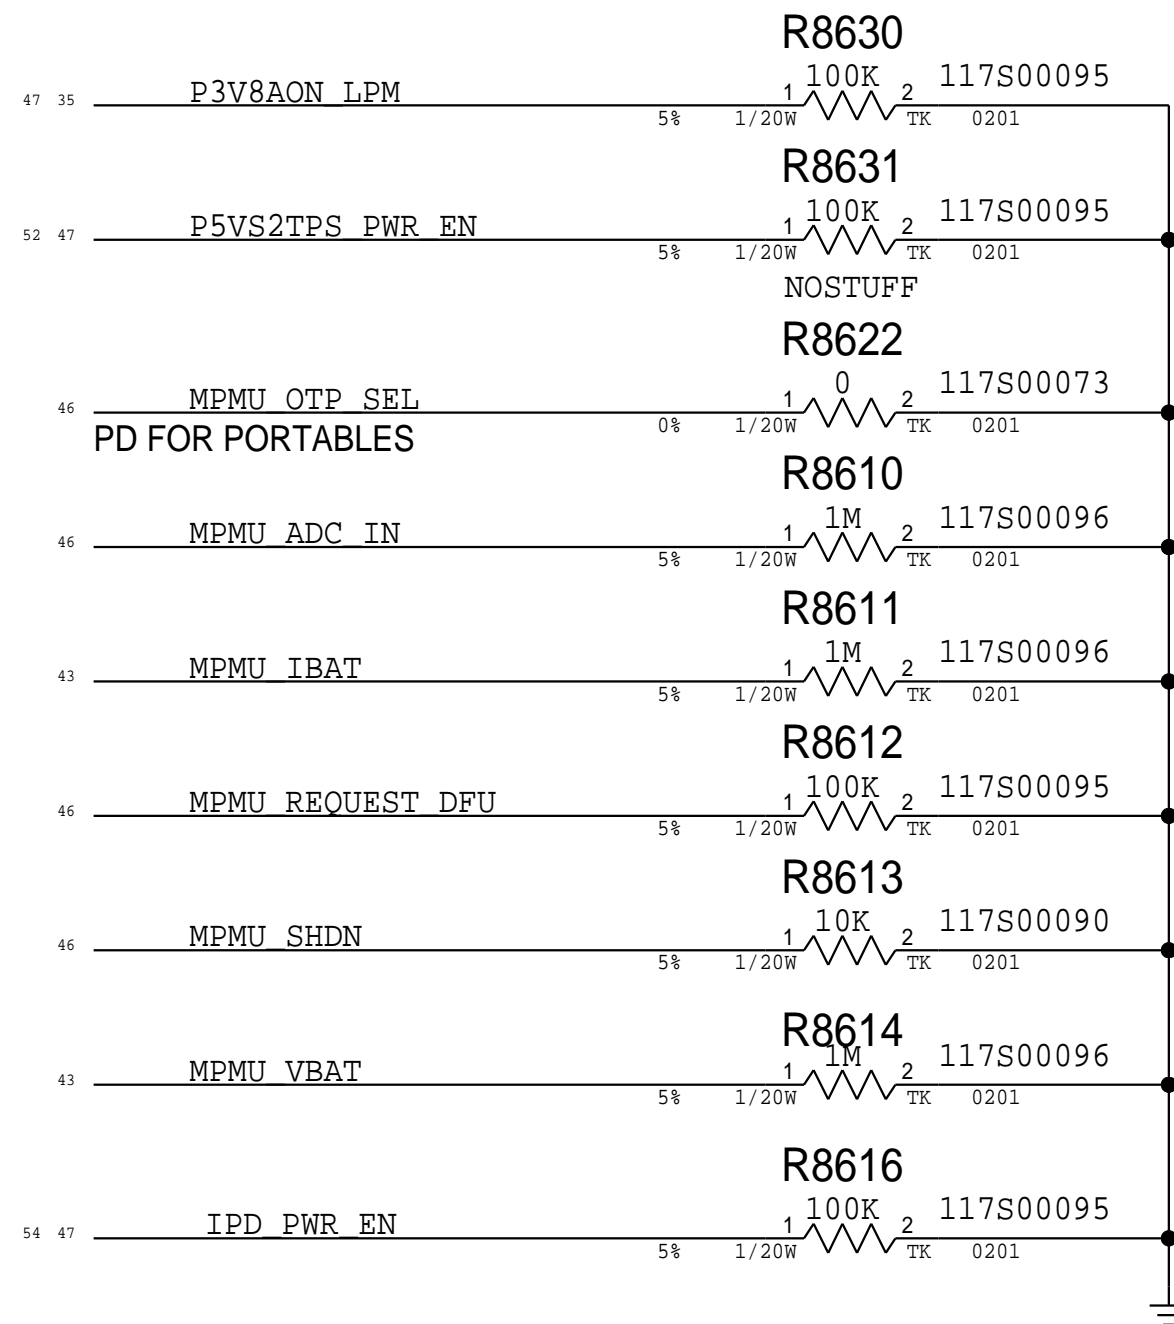 R8630
100K 117S00095
47 35 P3V8AON_LPM 1 2
5% 1/20W TK 0201
R8631
100K 117S00095
52 47 P5VS2TPS_PWR_EN 1 2
5% 1/20W TK 0201
NOSTUFF
R8622
0 117S00073
46 MPMU_OTP_SEL 1 2
0% 1/20W TK 0201
PD FOR PORTABLES
R8610
1M 117S00096
46 MPMU_ADC_IN 1 2
5% 1/20W TK 0201
R8611
1M 117S00096
43 MPMU_IBAT 1 2
5% 1/20W TK 0201
R8612
100K 117S00095
46 MPMU_REQUEST_DFU 1 2
5% 1/20W TK 0201
R8613
10K 117S00090
46 MPMU_SHDN 1 2
5% 1/20W TK 0201
R8614
1M 117S00096
43 MPMU_VBAT 1 2
5% 1/20W TK 0201
R8616
100K 117S00095
54 47 IPD_PWR_EN 1 2
5% 1/20W TK 0201